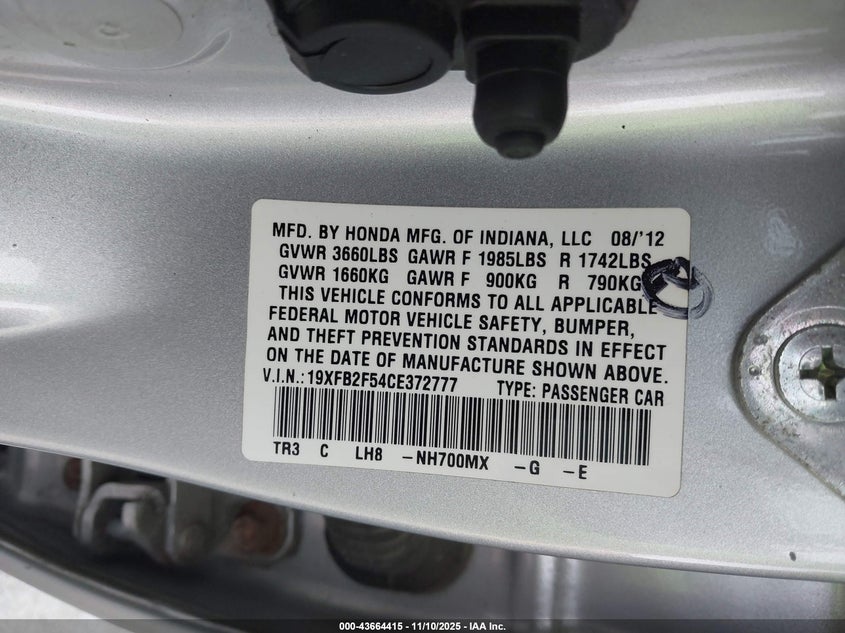 MFD. BY HONDA MFG. OF INDIANA, LLC 08/'12
GVWR 3660LBS GAWR F 1985LBS R 1742LBS
GVWR 1660KG GAWR F 900KG R 790KG
THIS VEHICLE CONFORMS TO ALL APPLICABLE
FEDERAL MOTOR VEHICLE SAFETY, BUMPER,
AND THEFT PREVENTION STANDARDS IN EFFECT
ON THE DATE OF MANUFACTURE SHOWN ABOVE.
V.I.N.:19XFB2F54CE372777 TYPE: PASSENGER CAR
TR3 C LH8 -NH700MX -G -E
000-43664415 - 11/10/2025 - IAA Inc.